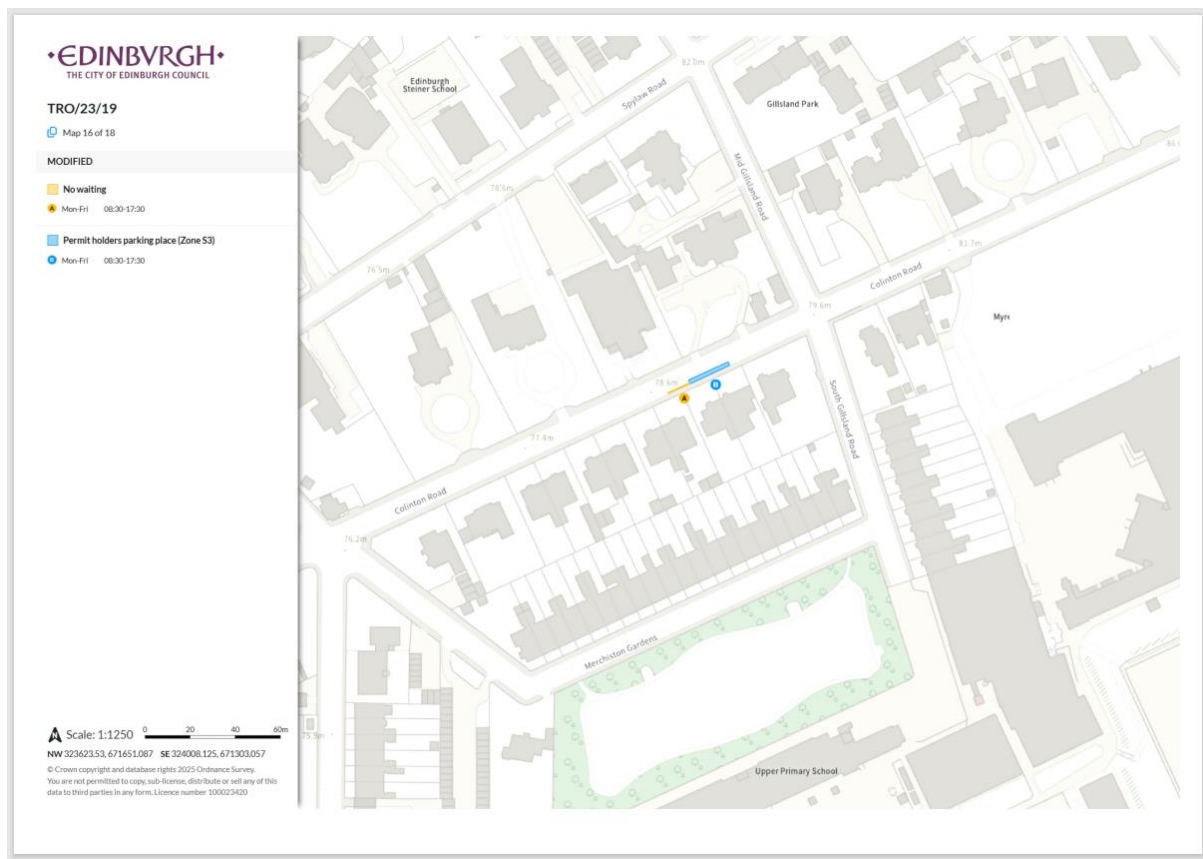 EDINBVRGH
THE CITY OF EDINBURGH COUNCIL
TRO/23/19
Map 16 of 18
MODIFIED
No waiting
A Mon-Fri 08:30-17:30
Permit holders parking place (Zone S3)
B Mon-Fri 08:30-17:30
Scale: 1:1250 0 20 40 60m
NW 323623.53, 671651.087 SE 324008.125, 671303.057
© Crown copyright and database rights 2025 Ordnance Survey.
You are not permitted to copy, sub-license, distribute or sell any of this
data to third parties in any form. Licence number 100023420
82.0m
Edinburgh
Steiner School
Spylaw Road
Gillsland Park
Mid Gillsland Road
78.6m
76.5m
81.7m
Colinton Road
79.6m
Myre
78.6m
B
A
South Gillsland Road
77.4m
Colinton Road
76.2m
Merchiston Gardens
75.9m
Upper Primary School